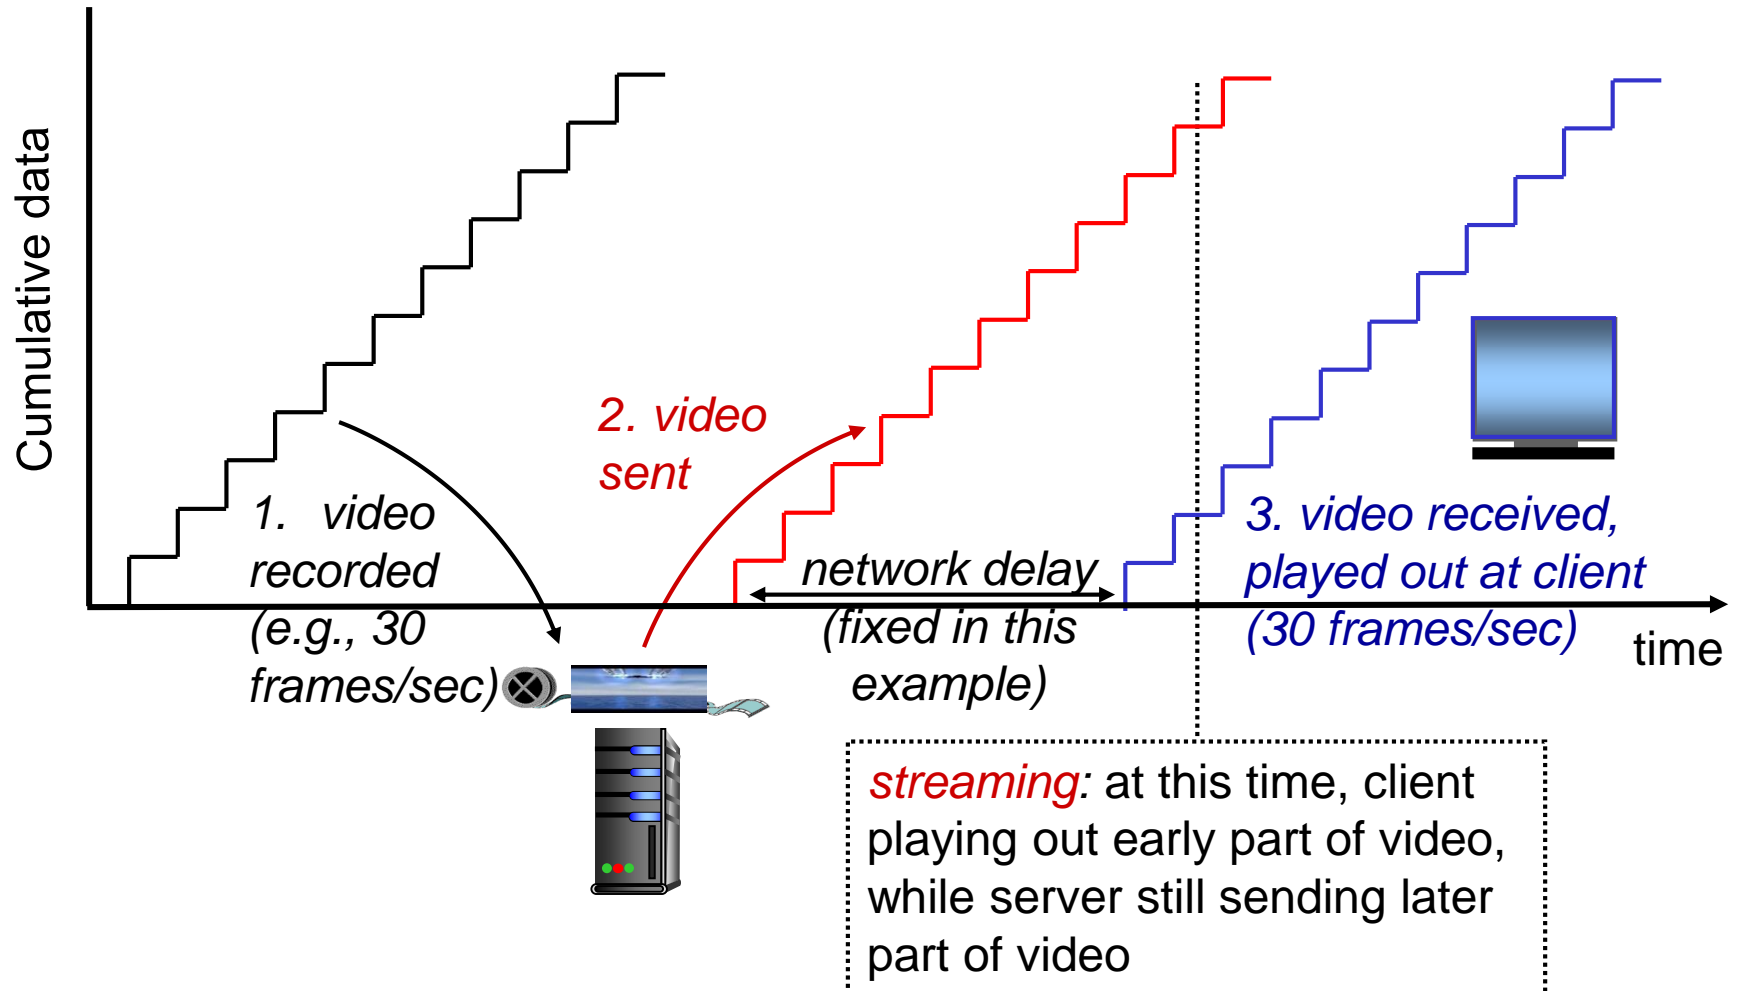 Cumulative data
1. video
recorded
(e.g., 30
frames/sec)
2. video
sent
network delay
(fixed in this
example)
3. video received,
played out at client
(30 frames/sec)
time
streaming: at this time, client
playing out early part of video,
while server still sending later
part of video